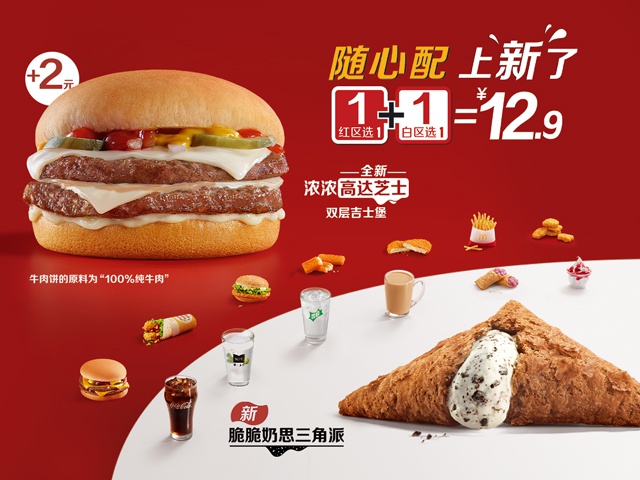 +2元
随心配 上新了
1+1=¥12.9
红区选1 白区选1
全新
浓浓高达芝士
双层吉士堡
牛肉饼的原料为“100%纯牛肉”
Coca-Cola
新
脆脆奶思三角派